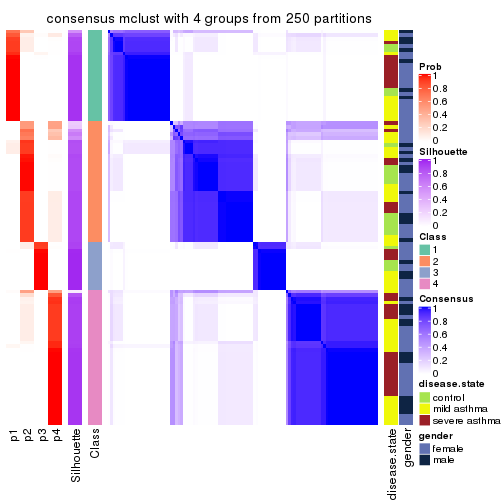 consensus mclust with 4 groups from 250 partitions
Prob
1
0.8
0.6
0.4
0.2
0
Silhouette
1
0.8
0.6
0.4
0.2
0
Class
1
2
3
4
Consensus
1
0.8
0.6
0.4
0.2
0
disease.state
control
mild asthma
severe asthma
gender
female
male
p1
p2
p3
p4
Silhouette
Class
disease.state
gender